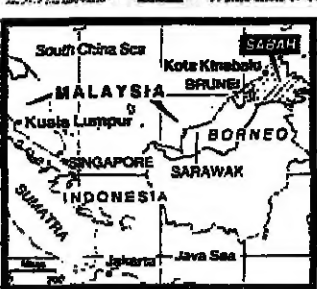 South China Sea
SABAH
Kota Kinabalu
BRUNEI
MALAYSIA
Kuala Lumpur
BORNEO
SINGAPORE
SARAWAK
INDONESIA
SUMATRA
Jakarta
Java Sea
Miles